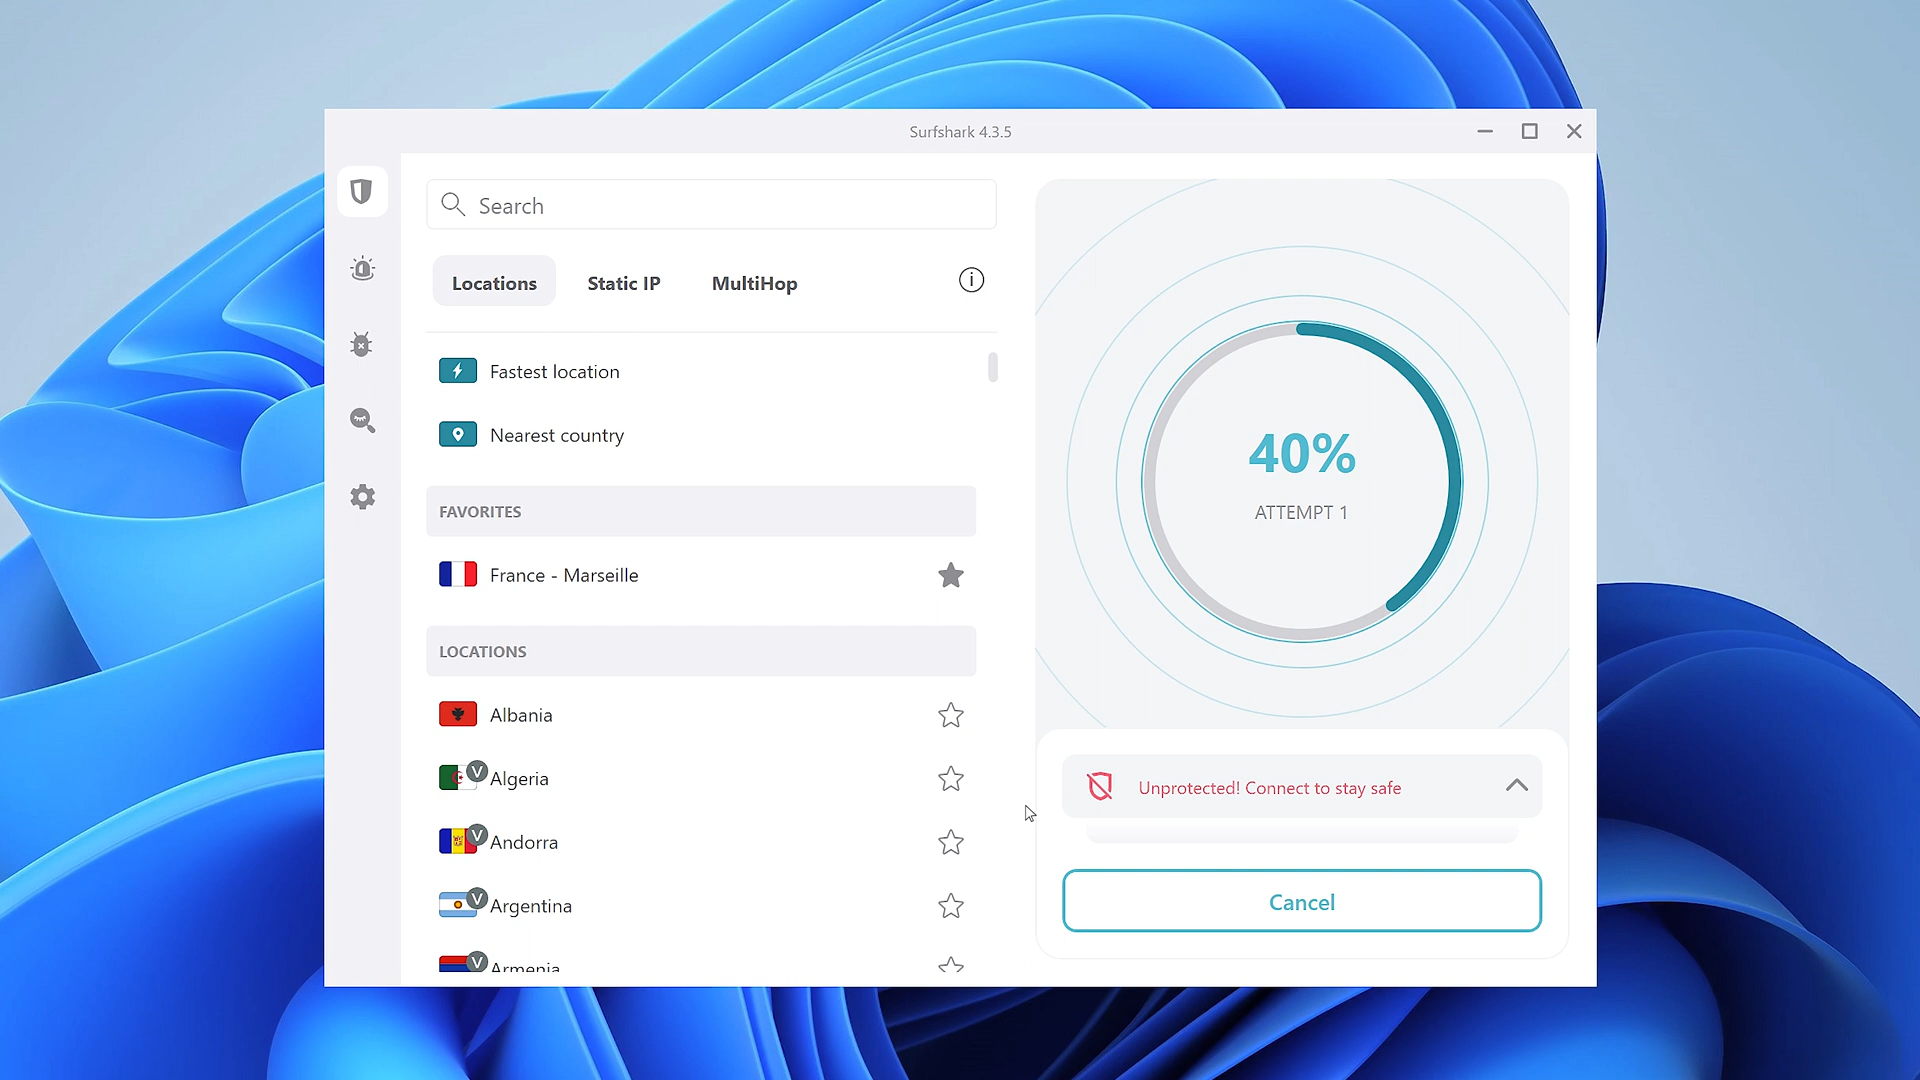 Surfshark 4.3.5
Search
Locations
Static IP
MultiHop
Fastest location
Nearest country
FAVORITES
France - Marseille
LOCATIONS
Albania
V
Algeria
V
Andorra
V
Argentina
V
Armenia
40%
ATTEMPT 1
Unprotected! Connect to stay safe
Cancel